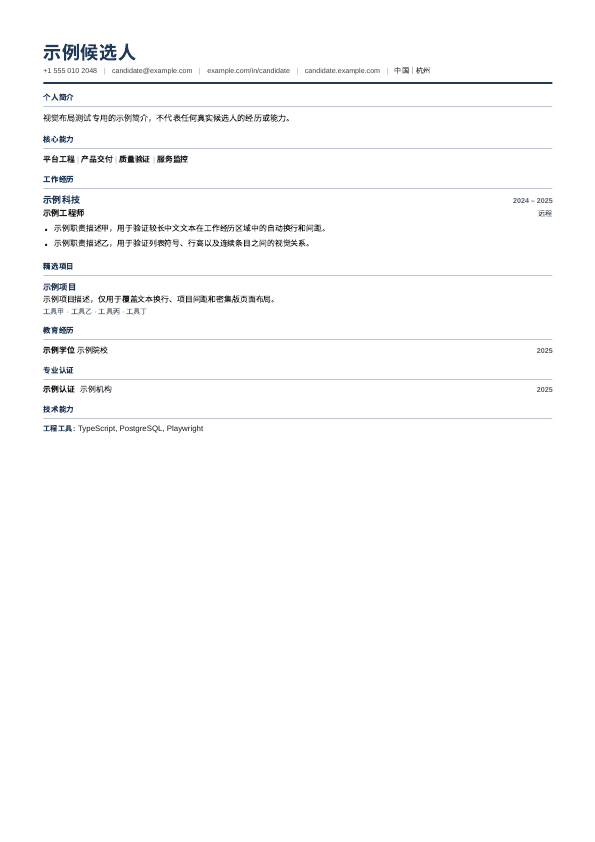 示例候选人
+1 555 010 2048 | candidate@example.com | example.com/in/candidate | candidate.example.com | 中国｜杭州
个人简介
视觉布局测试专用的示例简介，不代表任何真实候选人的经历或能力。
核心能力
平台工程 | 产品交付 | 质量验证 | 服务监控
工作经历
示例科技 2024 – 2025
示例工程师 远程
• 示例职责描述甲，用于验证较长中文文本在工作经历区域中的自动换行和间距。
• 示例职责描述乙，用于验证列表符号、行高以及连续条目之间的视觉关系。
精选项目
示例项目
示例项目描述，仅用于覆盖文本换行、项目间距和密集版页面布局。
工具甲 · 工具乙 · 工具丙 · 工具丁
教育经历
示例学位 示例院校 2025
专业认证
示例认证 示例机构 2025
技术能力
工程工具: TypeScript, PostgreSQL, Playwright